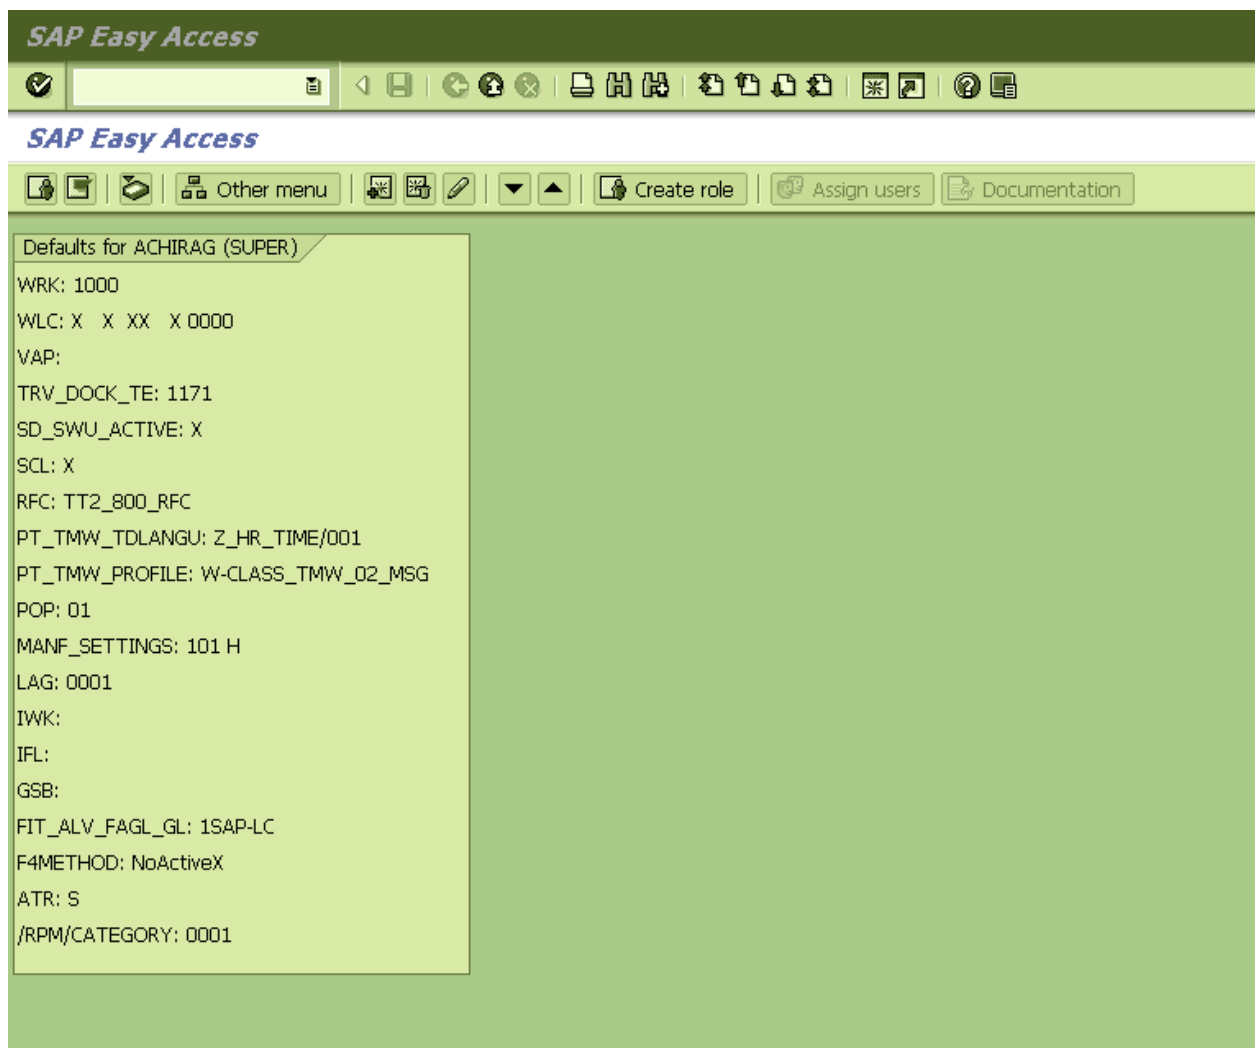 SAP Easy Access
SAP Easy Access
Other menu Create role Assign users Documentation
Defaults for ACHIRAG (SUPER)
WRK: 1000
WLC: X   X  XX   X 0000
VAP:
TRV_DOCK_TE: 1171
SD_SWU_ACTIVE: X
SCL: X
RFC: TT2_800_RFC
PT_TMW_TDLANGU: Z_HR_TIME/001
PT_TMW_PROFILE: W-CLASS_TMW_02_MSG
POP: 01
MANF_SETTINGS: 101 H
LAG: 0001
IWK:
IFL:
GSB:
FIT_ALV_FAGL_GL: 1SAP-LC
F4METHOD: NoActiveX
ATR: S
/RPM/CATEGORY: 0001